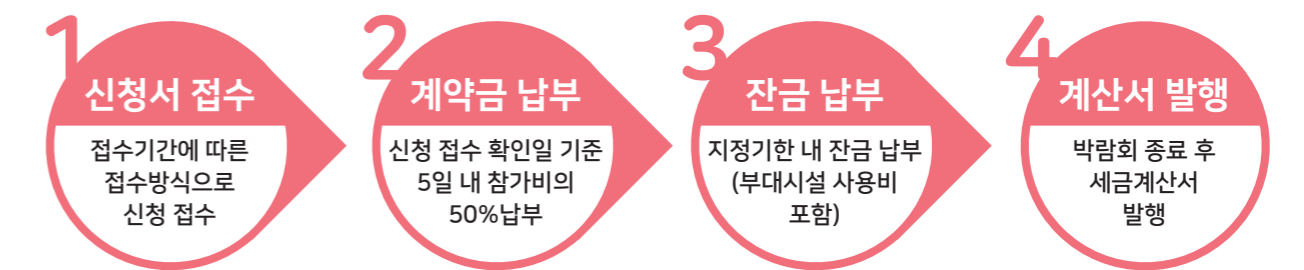 1
신청서 접수
접수기간에 따른
접수방식으로
신청 접수
2
계약금 납부
신청 접수 확인일 기준
5일 내 참가비의
50%납부
3
잔금 납부
지정기한 내 잔금 납부
(부대시설 사용비
포함)
4
계산서 발행
박람회 종료 후
세금계산서
발행